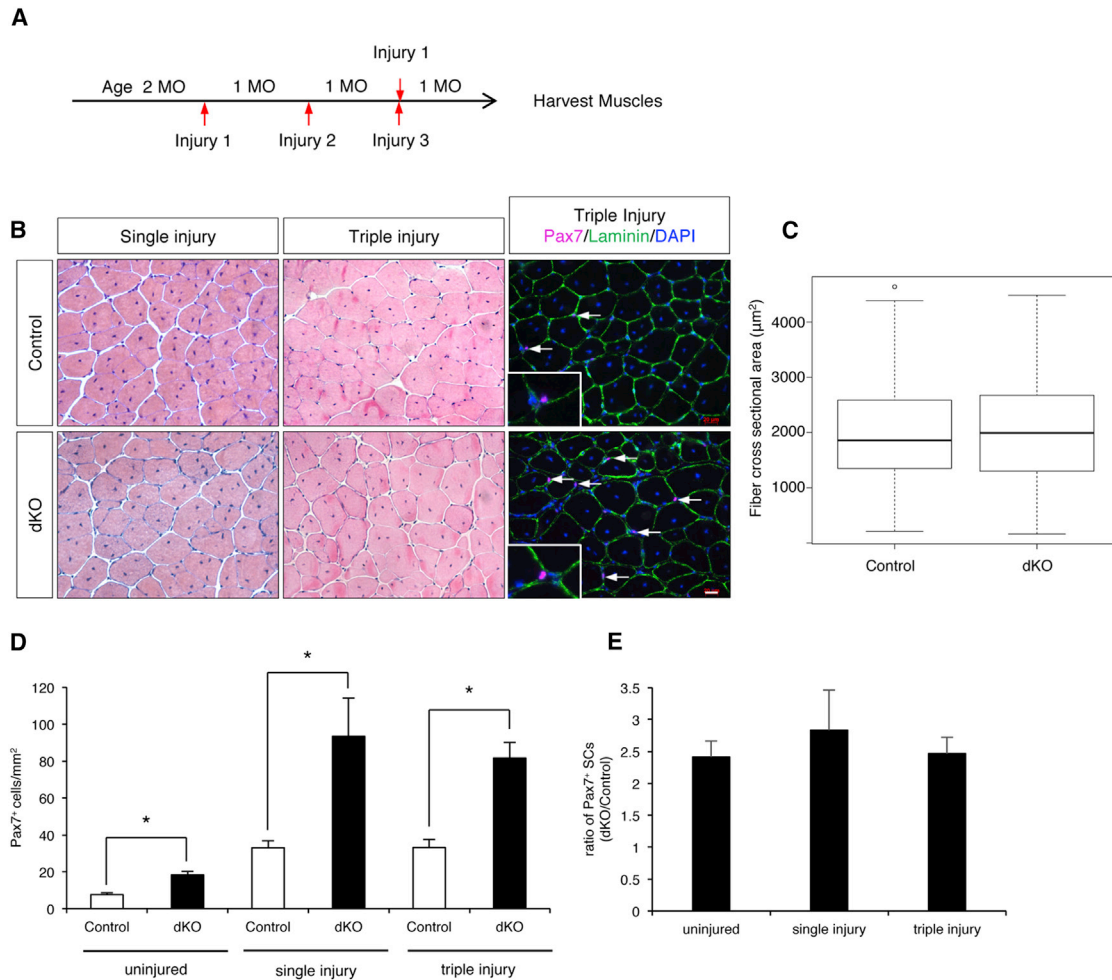 A
Injury 1
Age 2 MO 1 MO 1 MO 1 MO
Harvest Muscles
Injury 1 Injury 2 Injury 3
B
Single injury
Triple injury
Triple Injury
Pax7/Laminin/DAPI
Control
dKO
C
Fiber cross sectional area (µm²)
4000
3000
2000
1000
Control dKO
D
Pax7⁺ cells/mm²
120
100
80
60
40
20
0
* * *
Control dKO Control dKO Control dKO
uninjured single injury triple injury
E
ratio of Pax7⁺ SCs
(dKO/Control)
3.5
3
2.5
2
1.5
1
0.5
0
uninjured single injury triple injury